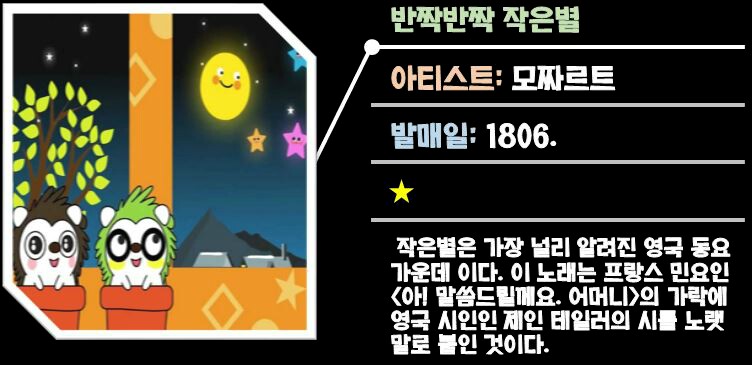 반짝반짝 작은별
아티스트: 모짜르트
발매일: 1806.
★
작은별은 가장 널리 알려진 영국 동요
가운데 이다. 이 노래는 프랑스 민요인
<아! 말씀드릴께요. 어머니>의 가락에
영국 시인인 제인 테일러의 시를 노랫
말로 붙인 것이다.